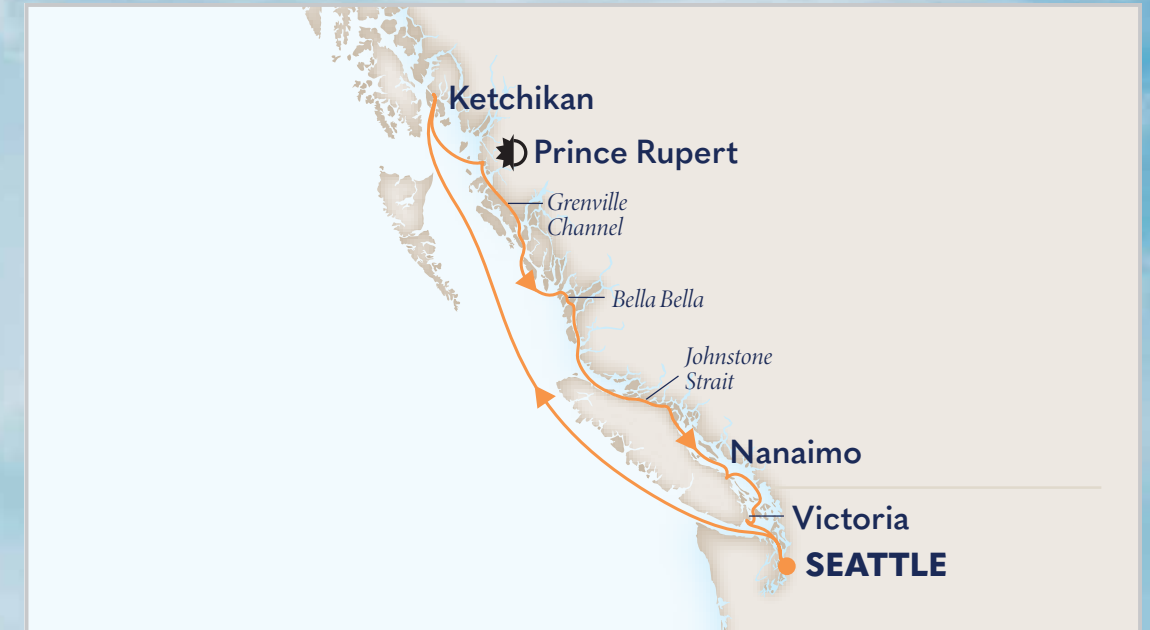 Ketchikan
Prince Rupert
Grenville
Channel
Bella Bella
Johnstone
Strait
Nanaimo
Victoria
SEATTLE